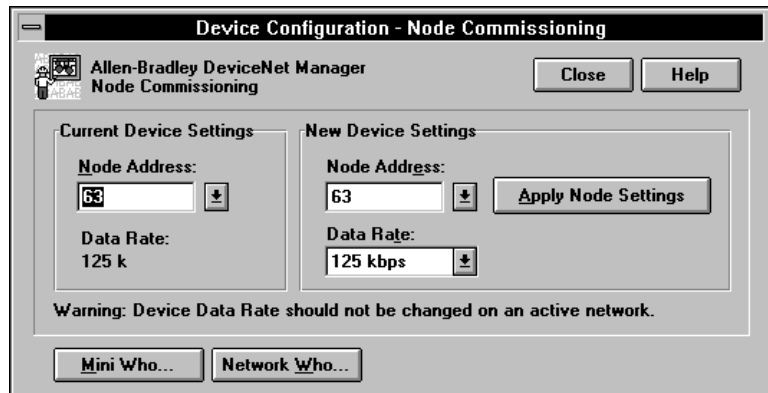 Device Configuration - Node Commissioning
Allen-Bradley DeviceNet Manager
Node Commissioning
Close
Help
Current Device Settings
Node Address:
63
Data Rate:
125 k
New Device Settings
Node Address:
63
Apply Node Settings
Data Rate:
125 kbps
Warning: Device Data Rate should not be changed on an active network.
Mini Who...
Network Who...